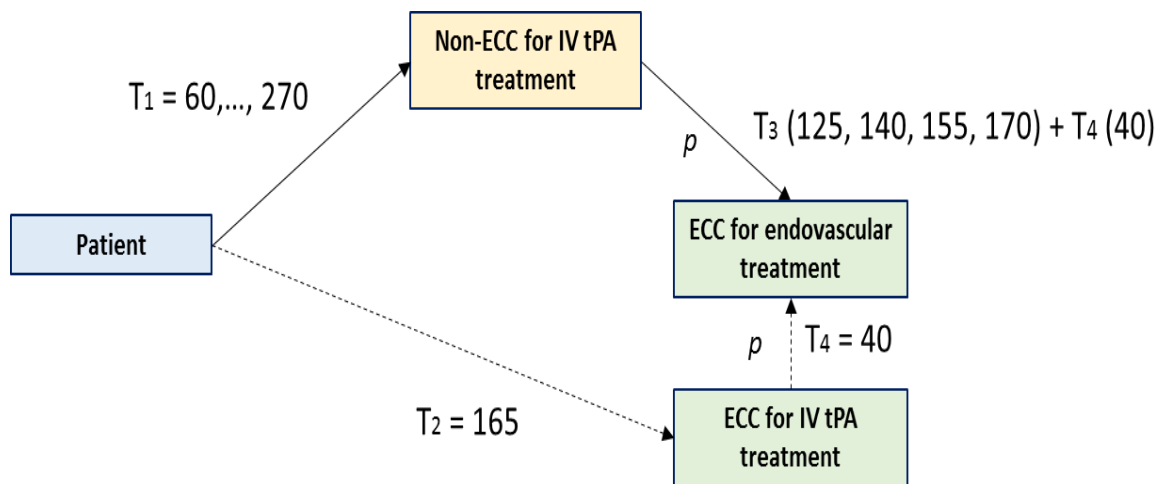 Non-ECC for IV tPA
treatment
T1 = 60,..., 270
T3 (125, 140, 155, 170) + T4 (40)
p
Patient
ECC for endovascular
treatment
p
T4 = 40
T2 = 165
ECC for IV tPA
treatment